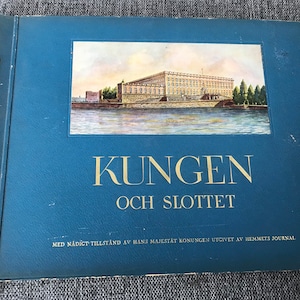 KUNGEN
OCH SLOTTET
MED NÅDIGT TILLSTÅND AV HANS MAJESTÄT KONUNGEN UTGIVET AV HEMMETS JOURNAL